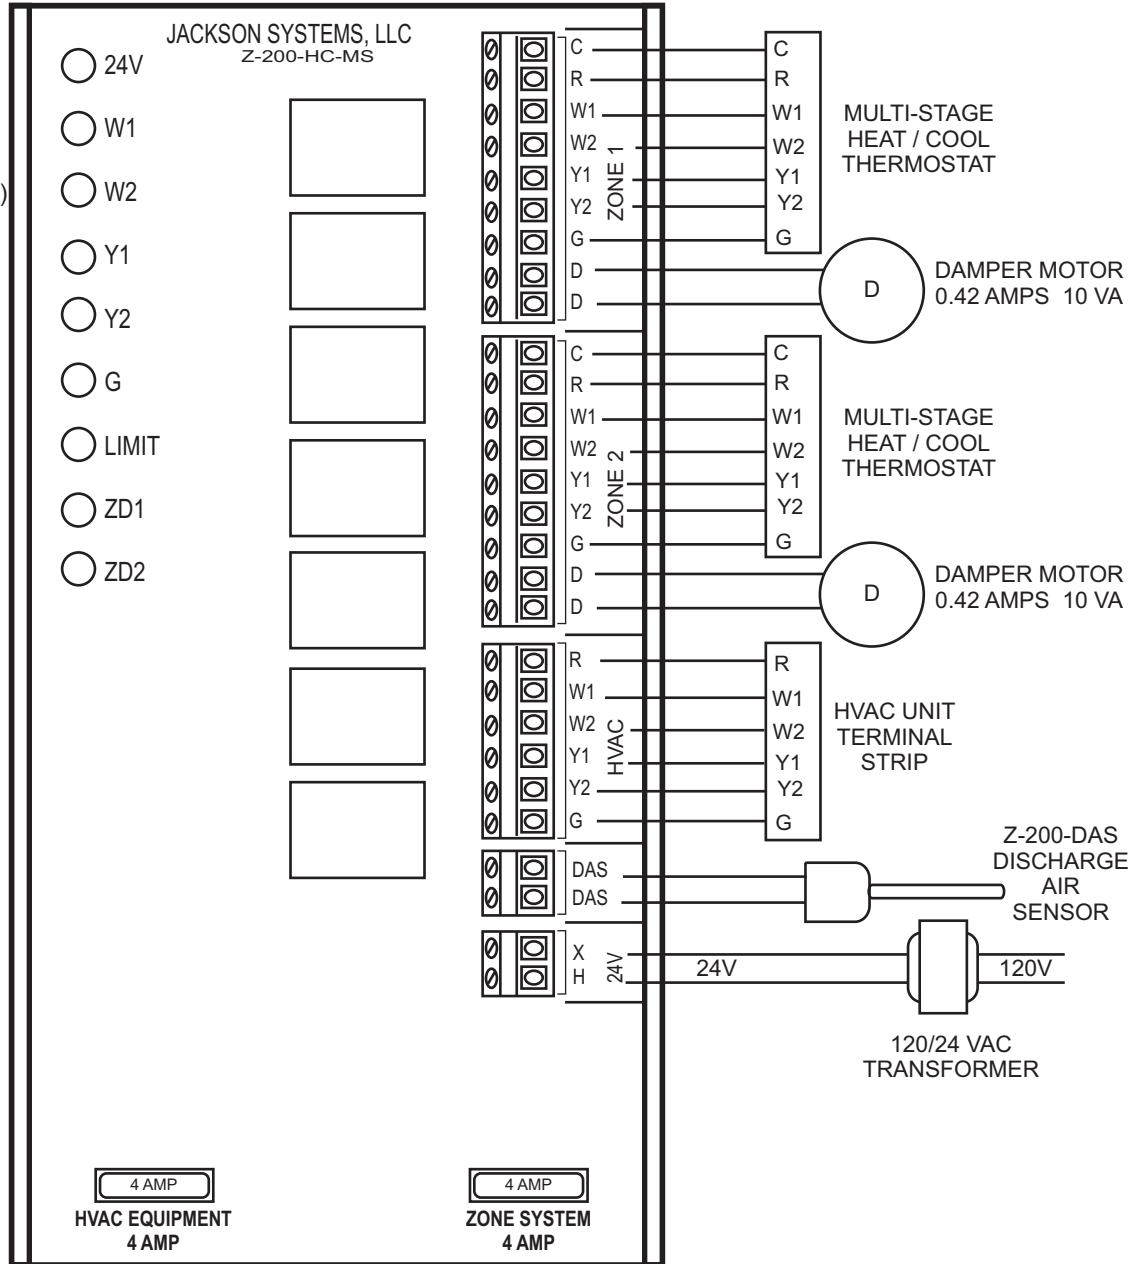 JACKSON SYSTEMS, LLC
Z-200-HC-MS
)
24V
W1
W2
Y1
Y2
G
LIMIT
ZD1
ZD2
C
R
W1
W2
Y1
Y2
G
D
D
ZONE 1
C
R
W1
W2
Y1
Y2
G
MULTI-STAGE
HEAT / COOL
THERMOSTAT
D
DAMPER MOTOR
0.42 AMPS 10 VA
C
R
W1
W2
Y1
Y2
G
D
D
ZONE 2
C
R
W1
W2
Y1
Y2
G
MULTI-STAGE
HEAT / COOL
THERMOSTAT
D
DAMPER MOTOR
0.42 AMPS 10 VA
R
W1
W2
Y1
Y2
G
HVAC
R
W1
W2
Y1
Y2
G
HVAC UNIT
TERMINAL
STRIP
DAS
DAS
Z-200-DAS
DISCHARGE
AIR
SENSOR
X
H
24V
24V
120V
120/24 VAC
TRANSFORMER
4 AMP
HVAC EQUIPMENT
4 AMP
4 AMP
ZONE SYSTEM
4 AMP